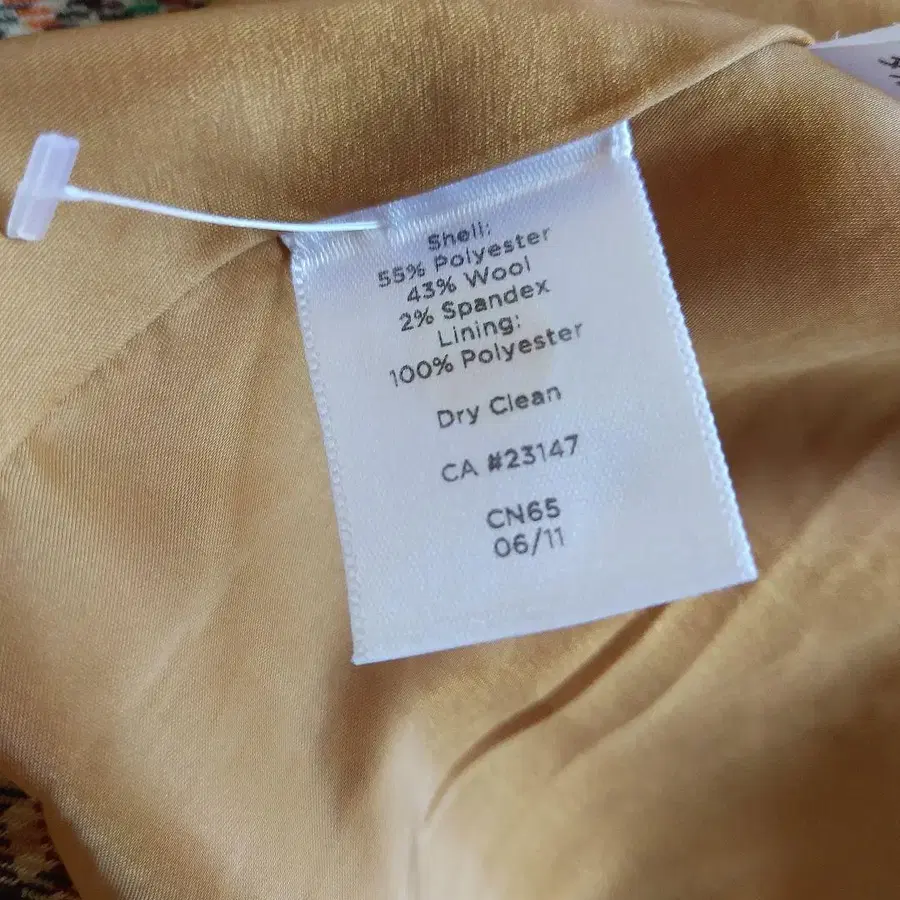 Shell:
55% Polyester
43% Wool
2% Spandex
Lining:
100% Polyester
Dry Clean
CA #23147
CN65
06/11